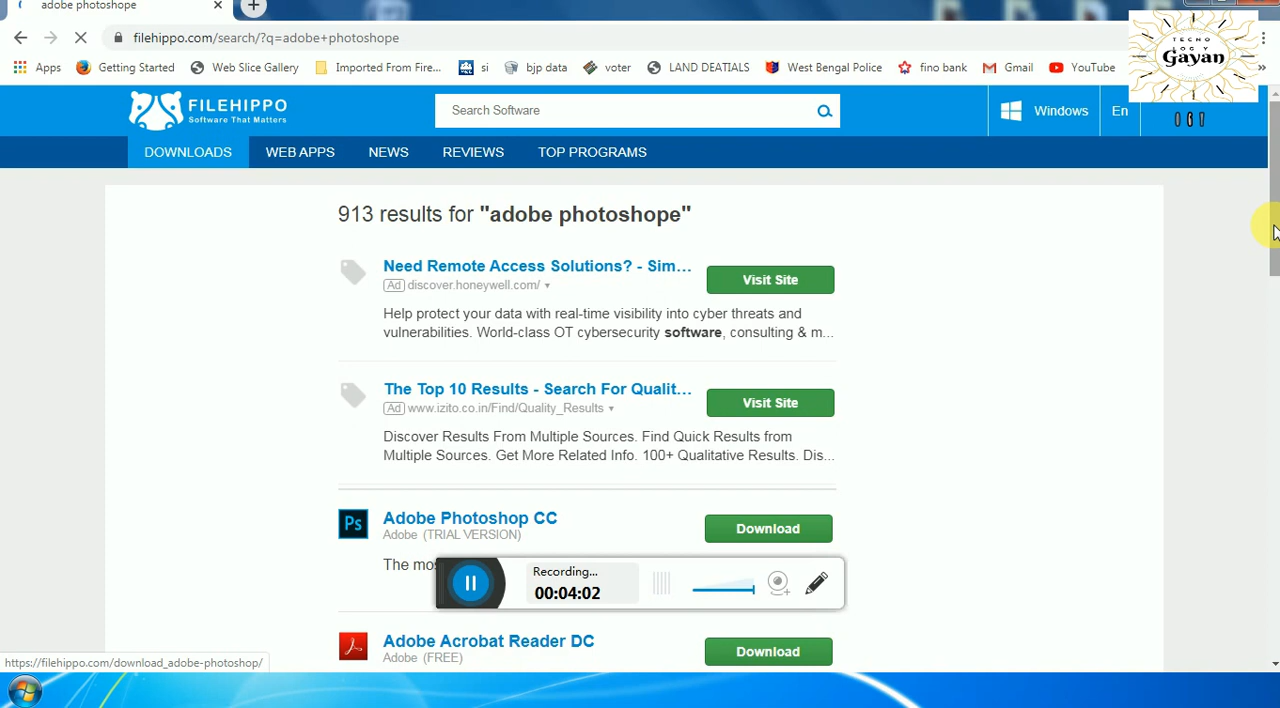 adobe photoshope
filehippo.com/search/?q=adobe+photoshope
Apps Getting Started Web Slice Gallery Imported From Fire... bjp data voter LAND DEATIALS West Bengal Police fino bank Gmail YouTube »
TECNO
LOGY
Gayan
FILEHIPPO
Software That Matters
Search Software
Windows
En
DOWNLOADS WEB APPS NEWS REVIEWS TOP PROGRAMS
913 results for "adobe photoshope"
Need Remote Access Solutions? - Sim...
Ad discover.honeywell.com/
Visit Site
Help protect your data with real-time visibility into cyber threats and
vulnerabilities. World-class OT cybersecurity software, consulting & m...
The Top 10 Results - Search For Qualit...
Ad www.izito.co.in/Find/Quality_Results
Visit Site
Discover Results From Multiple Sources. Find Quick Results from
Multiple Sources. Get More Related Info. 100+ Qualitative Results. Dis...
Ps
Adobe Photoshop CC
Adobe (TRIAL VERSION)
Download
The mo
Recording...
00:04:02
Adobe Acrobat Reader DC
Adobe (FREE)
Download
https://filehippo.com/download_adobe-photoshop/